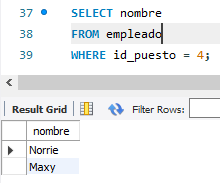 37 SELECT nombre
38 FROM empleado
39 WHERE id_puesto = 4;
Result Grid Filter Rows:
nombre
Norrie
Maxy